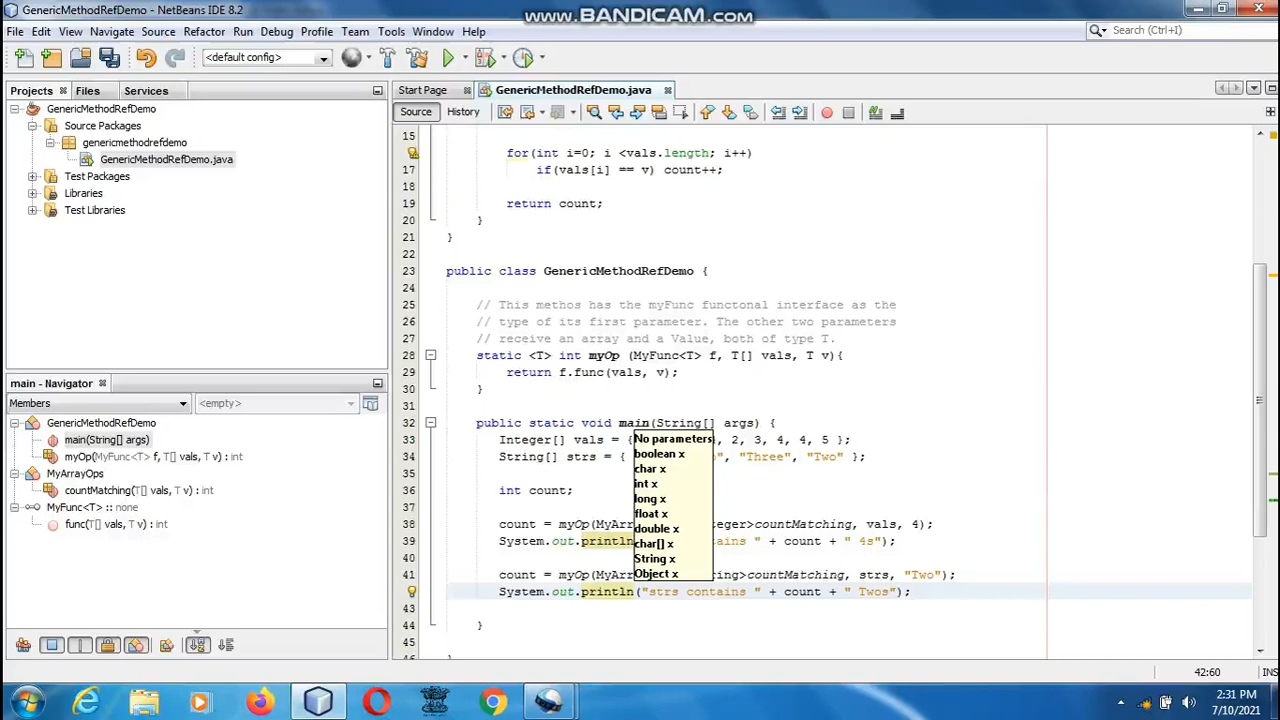 GenericMethodRefDemo - NetBeans IDE 8.2
www.BANDICAM.com
File Edit View Navigate Source Refactor Run Debug Profile Team Tools Window Help
Search (Ctrl+I)
<default config>
Projects Files Services
Start Page GenericMethodRefDemo.java
GenericMethodRefDemo
Source Packages
genericmethodrefdemo
GenericMethodRefDemo.java
Test Packages
Libraries
Test Libraries
Source History
15
for(int i=0; i <vals.length; i++)
17 if(vals[i] == v) count++;
18
19 return count;
20 }
21 }
22
23 public class GenericMethodRefDemo {
24
25 // This methos has the myFunc functonal interface as the
26 // type of its first parameter. The other two parameters
27 // receive an array and a Value, both of type T.
28 static <T> int myOp (MyFunc<T> f, T[] vals, T v){
29 return f.func(vals, v);
30 }
31
32 public static void main(String[] args) {
33 Integer[] vals = { , 2, 3, 4, 4, 5 };
34 String[] strs = { ", "Three", "Two" };
35
36 int count;
37
38 count = myOp(MyArr teger>countMatching, vals, 4);
39 System.out.println ntains " + count + " 4s");
40
41 count = myOp(MyArr ing>countMatching, strs, "Two");
System.out.println("strs contains " + count + " Twos");
43
44 }
45
No parameters
boolean x
char x
int x
long x
float x
double x
char[] x
String x
Object x
main - Navigator
Members <empty>
GenericMethodRefDemo
main(String[] args)
myOp(MyFunc<T> f, T[] vals, T v) : int
MyArrayOps
countMatching(T[] vals, T v) : int
MyFunc<T> :: none
func(T[] vals, T v) : int
42:60 INS
2:31 PM
7/10/2021